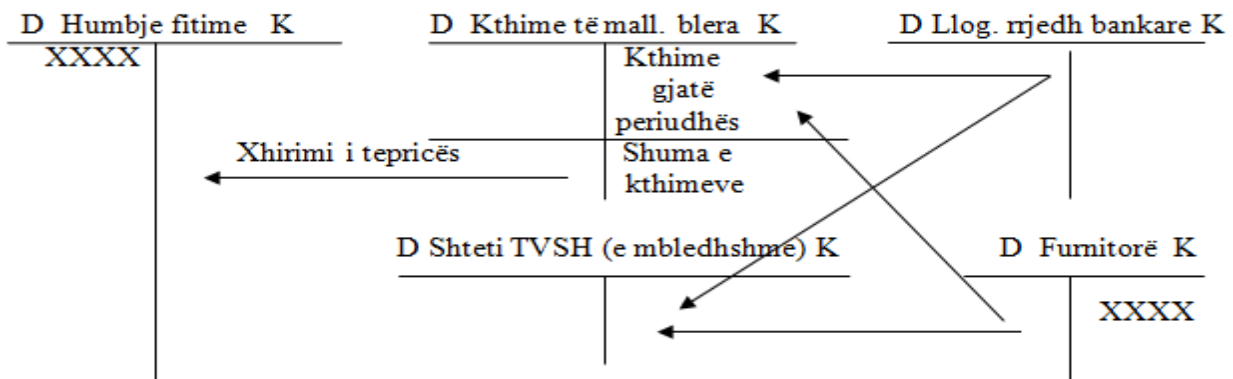 D Humbje fitime K
D Kthime të mall. blera K
D Llog. rrjedh bankare K
XXXX
Kthime
gjatë
periudhës
Xhirimi i tepricës
Shuma e
kthimeve
D Shteti TVSH (e mbledhshme) K
D Furnitorë K
XXXX